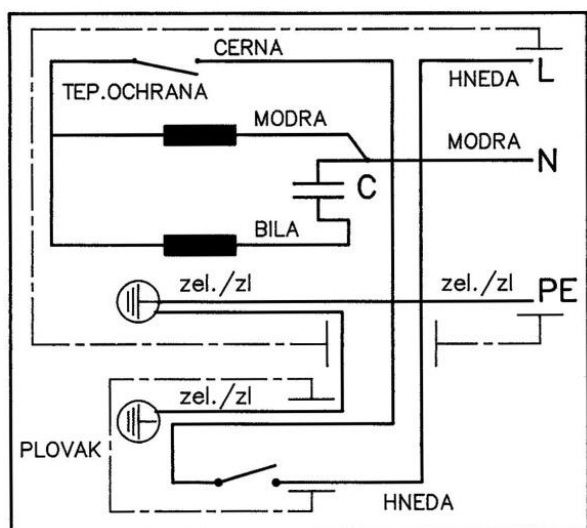 CERNA
TEP.OCHRANA
HNEDA
L
MODRA
MODRA
N
C
BILA
zel./zl
zel./zl
PE
zel./zl
PLOVAK
HNEDA